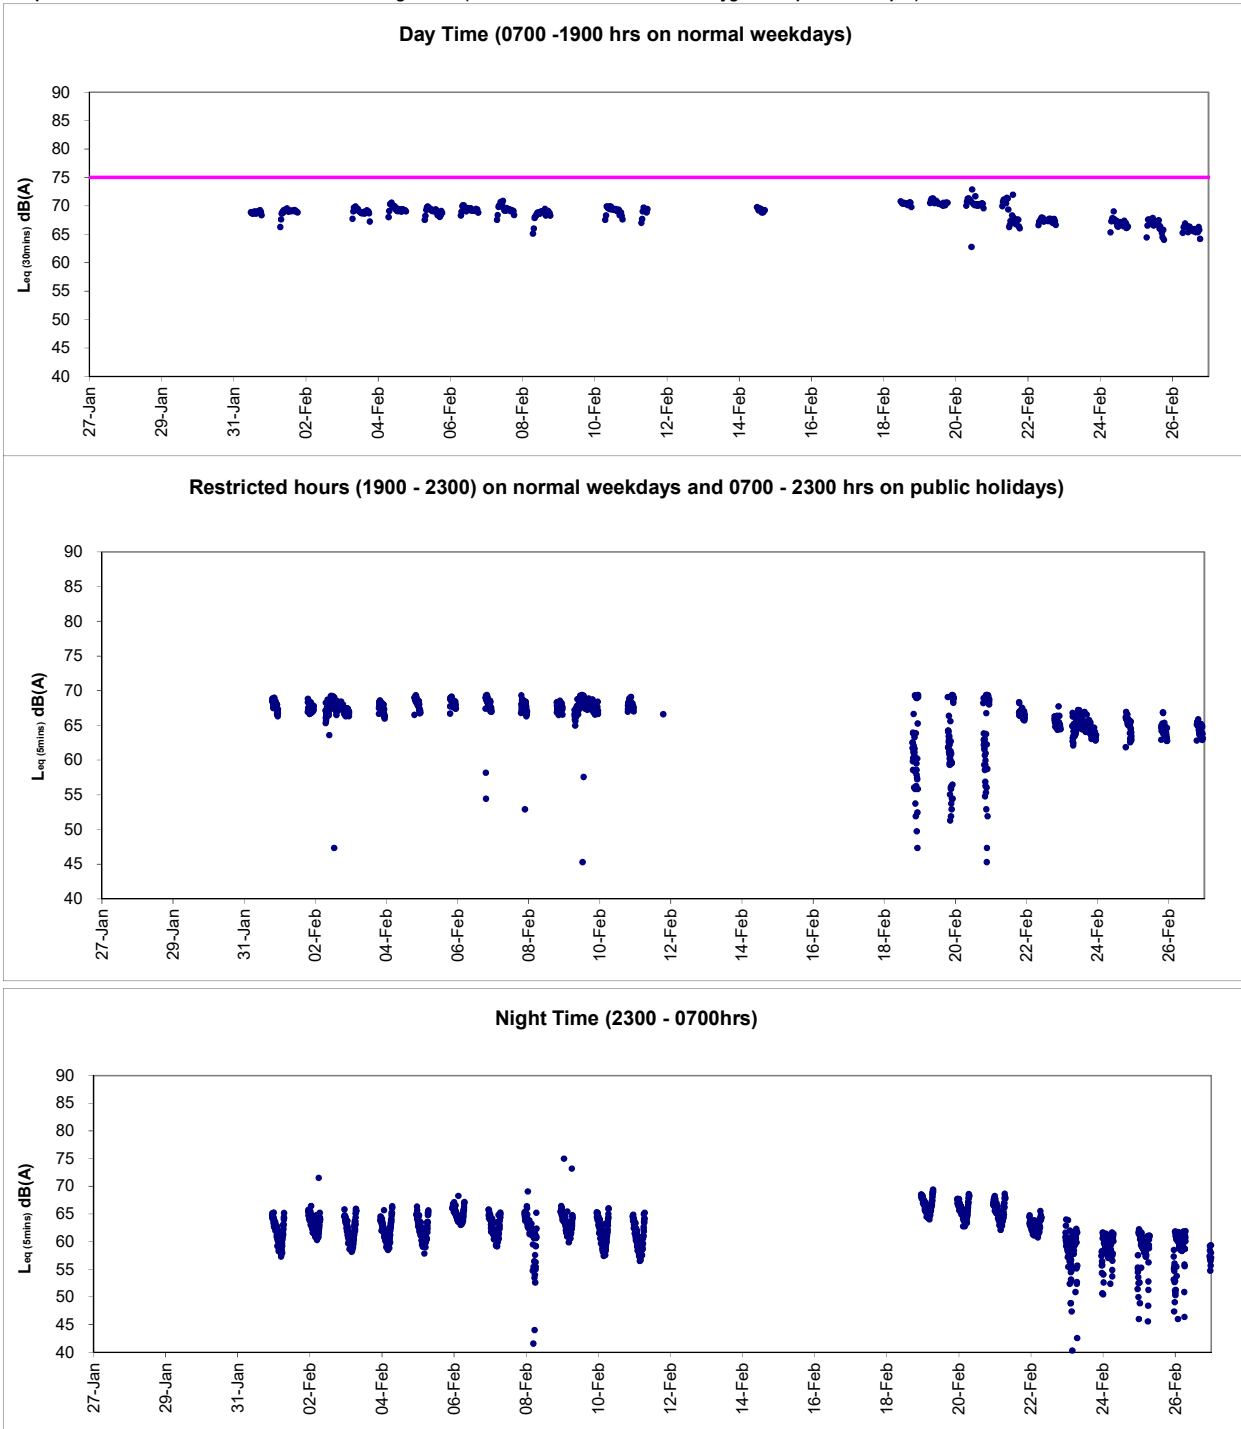 Day Time (0700 -1900 hrs on normal weekdays)
90
85
80
75
70
65
60
55
50
45
40
Leq (30mins) dB(A)
27-Jan
29-Jan
31-Jan
02-Feb
04-Feb
06-Feb
08-Feb
10-Feb
12-Feb
14-Feb
16-Feb
18-Feb
20-Feb
22-Feb
24-Feb
26-Feb
Restricted hours (1900 - 2300) on normal weekdays and 0700 - 2300 hrs on public holidays)
90
85
80
75
70
65
60
55
50
45
40
Leq (5mins) dB(A)
27-Jan
29-Jan
31-Jan
02-Feb
04-Feb
06-Feb
08-Feb
10-Feb
12-Feb
14-Feb
16-Feb
18-Feb
20-Feb
22-Feb
24-Feb
26-Feb
Night Time (2300 - 0700hrs)
90
85
80
75
70
65
60
55
50
45
40
Leq (5mins) dB(A)
27-Jan
29-Jan
31-Jan
02-Feb
04-Feb
06-Feb
08-Feb
10-Feb
12-Feb
14-Feb
16-Feb
18-Feb
20-Feb
22-Feb
24-Feb
26-Feb